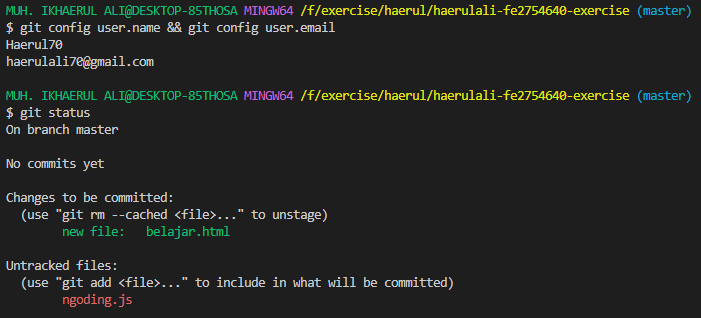 MUH. IKHAERUL ALI@DESKTOP-85THOSA MINGW64 /f/exercise/haerul/haerulali-fe2754640-exercise (master)
$ git config user.name && git config user.email
Haerul70
haerulali70@gmail.com
MUH. IKHAERUL ALI@DESKTOP-85THOSA MINGW64 /f/exercise/haerul/haerulali-fe2754640-exercise (master)
$ git status
On branch master
No commits yet
Changes to be committed:
(use "git rm --cached <file>..." to unstage)
new file:   belajar.html
Untracked files:
(use "git add <file>..." to include in what will be committed)
ngoding.js